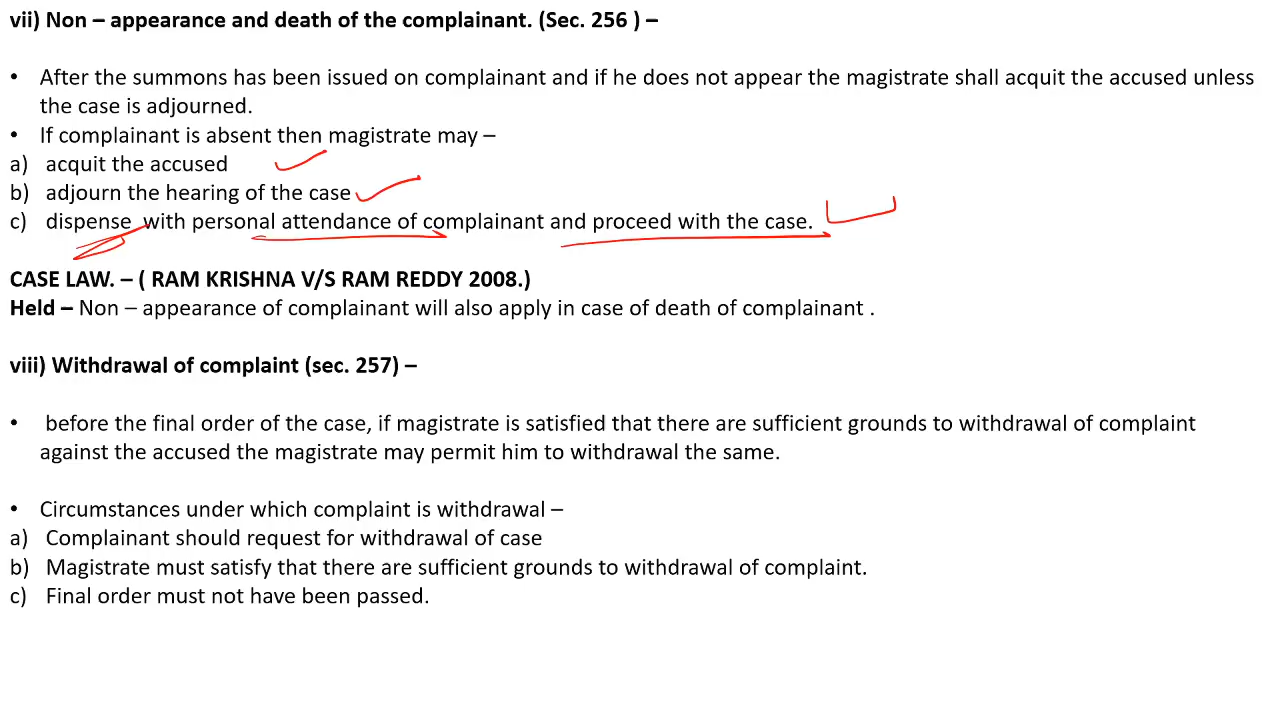 vii) Non – appearance and death of the complainant. (Sec. 256 ) –
• After the summons has been issued on complainant and if he does not appear the magistrate shall acquit the accused unless
the case is adjourned.
• If complainant is absent then magistrate may –
a) acquit the accused
b) adjourn the hearing of the case
c) dispense with personal attendance of complainant and proceed with the case.
CASE LAW. – ( RAM KRISHNA V/S RAM REDDY 2008.)
Held – Non – appearance of complainant will also apply in case of death of complainant .
viii) Withdrawal of complaint (sec. 257) –
• before the final order of the case, if magistrate is satisfied that there are sufficient grounds to withdrawal of complaint
against the accused the magistrate may permit him to withdrawal the same.
• Circumstances under which complaint is withdrawal –
a) Complainant should request for withdrawal of case
b) Magistrate must satisfy that there are sufficient grounds to withdrawal of complaint.
c) Final order must not have been passed.